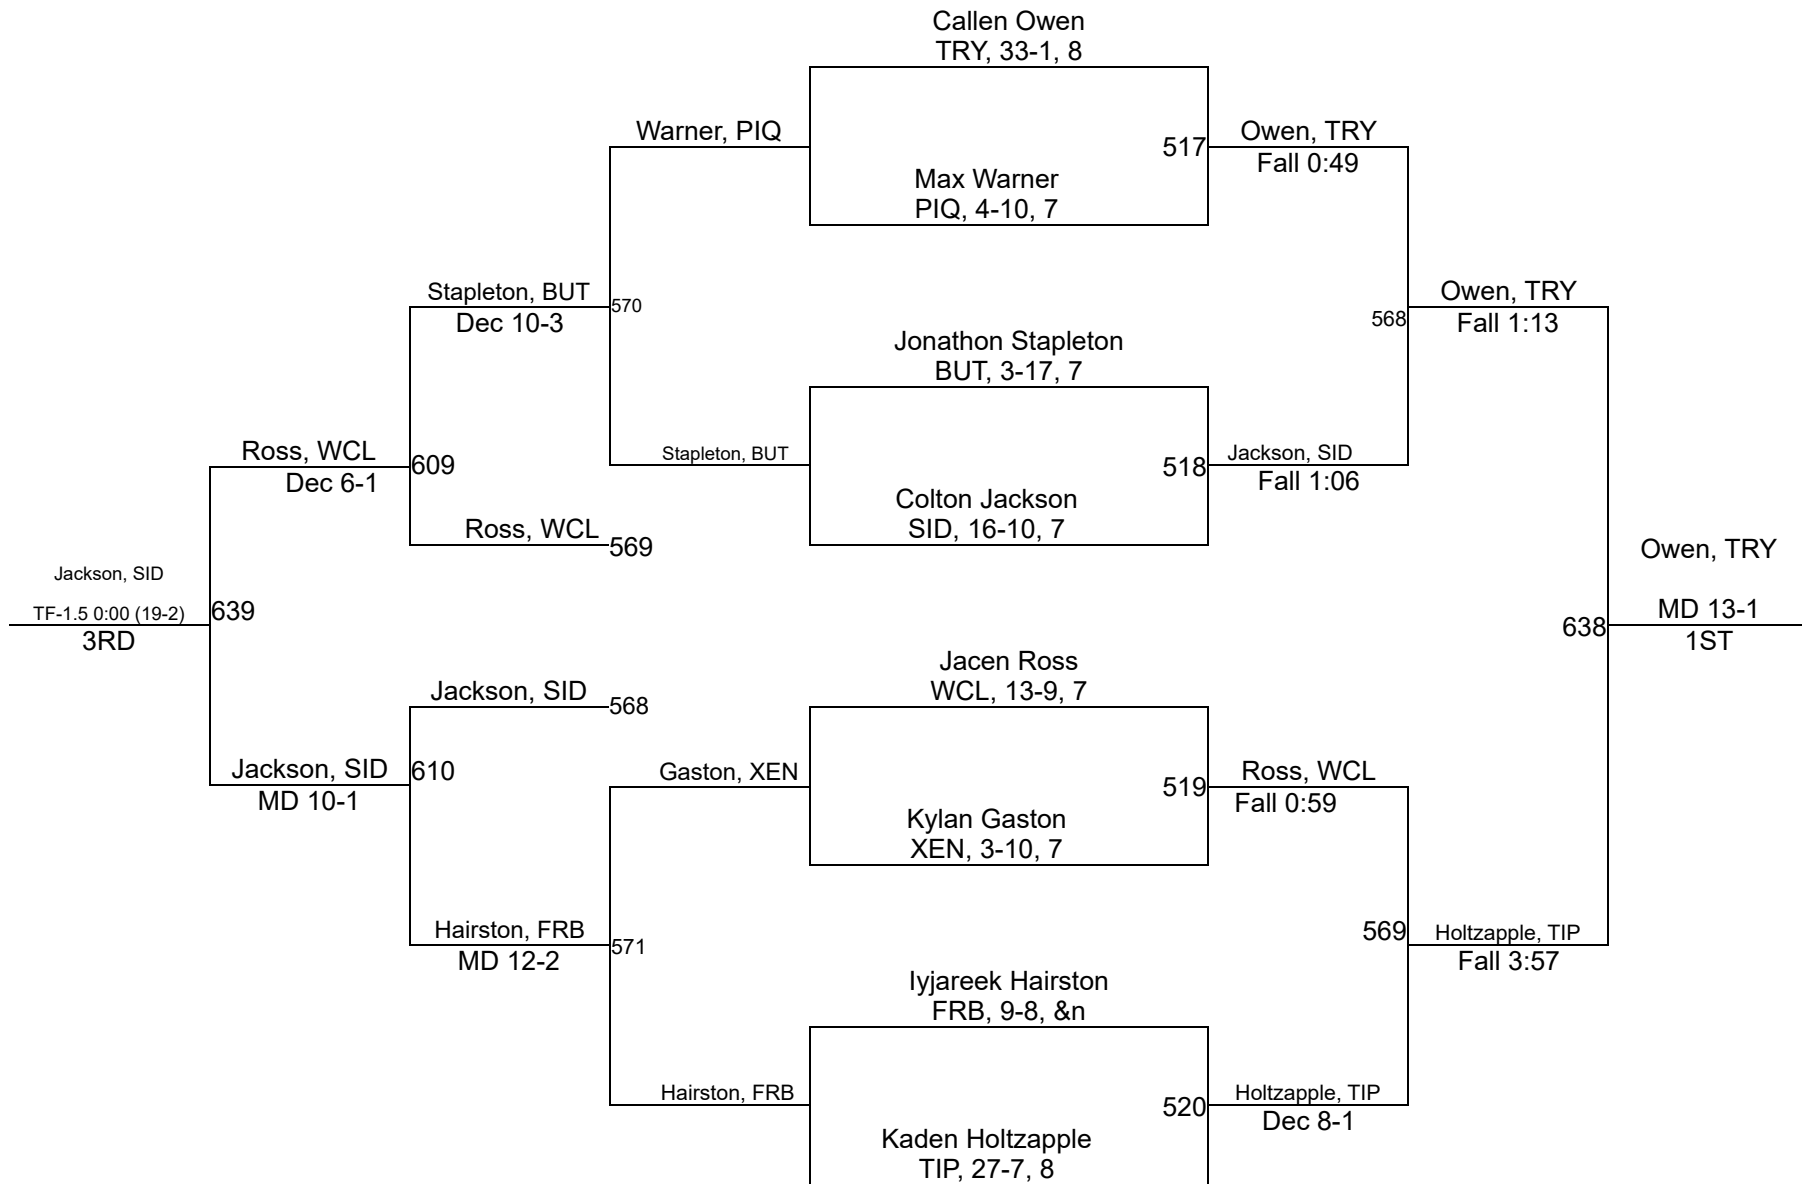 Callen Owen
TRY, 33-1, 8
Warner, PIQ
517
Owen, TRY
Fall 0:49
Max Warner
PIQ, 4-10, 7
Stapleton, BUT
Dec 10-3
570
568
Owen, TRY
Fall 1:13
Jonathon Stapleton
BUT, 3-17, 7
Ross, WCL
Dec 6-1
609
Stapleton, BUT
518
Jackson, SID
Fall 1:06
Colton Jackson
SID, 16-10, 7
Ross, WCL
569
Jackson, SID
TF-1.5 0:00 (19-2)
3RD
639
638
Owen, TRY
MD 13-1
1ST
Jacen Ross
WCL, 13-9, 7
Jackson, SID
568
Jackson, SID
MD 10-1
610
Gaston, XEN
519
Ross, WCL
Fall 0:59
Kylan Gaston
XEN, 3-10, 7
Hairston, FRB
MD 12-2
571
569
Holtzapple, TIP
Fall 3:57
Iyjareek Hairston
FRB, 9-8, &n
Hairston, FRB
520
Holtzapple, TIP
Dec 8-1
Kaden Holtzapple
TIP, 27-7, 8